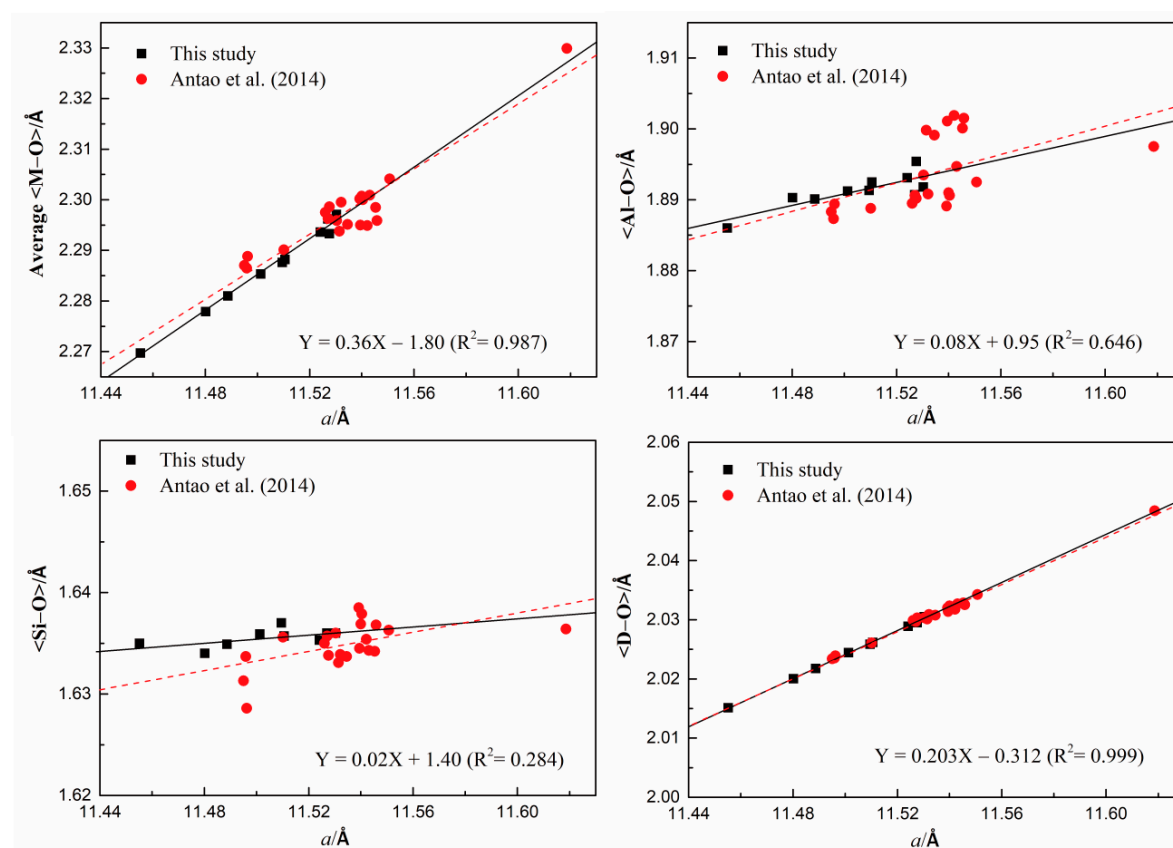 2.33
2.32
2.31
2.30
2.29
2.28
2.27
Average <M–O>/Å
This study
Antao et al. (2014)
Y = 0.36X – 1.80 (R²= 0.987)
11.44 11.48 11.52 11.56 11.60
a/Å
1.91
1.90
1.89
1.88
1.87
<Al–O>/Å
This study
Antao et al. (2014)
Y = 0.08X + 0.95 (R²= 0.646)
11.44 11.48 11.52 11.56 11.60
a/Å
1.65
1.64
1.63
1.62
<Si–O>/Å
This study
Antao et al. (2014)
Y = 0.02X + 1.40 (R²= 0.284)
11.44 11.48 11.52 11.56 11.60
a/Å
2.06
2.05
2.04
2.03
2.02
2.01
2.00
<D–O>/Å
This study
Antao et al. (2014)
Y = 0.203X – 0.312 (R²= 0.999)
11.44 11.48 11.52 11.56 11.60
a/Å